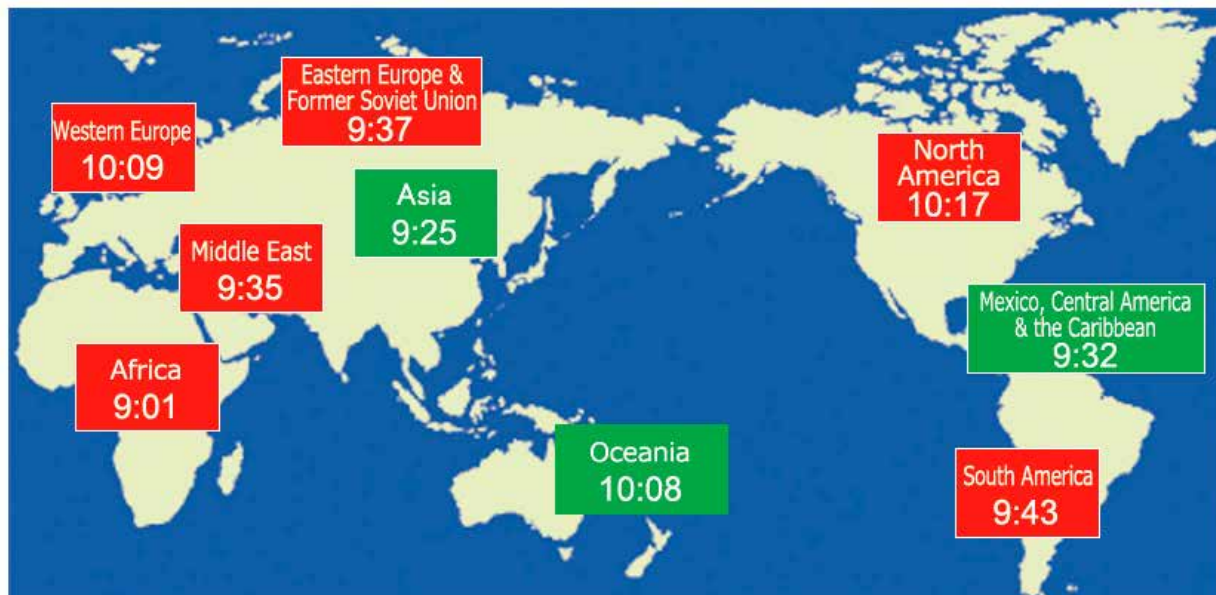 Eastern Europe &
Former Soviet Union
9:37
Western Europe
10:09
North
America
10:17
Asia
9:25
Middle East
9:35
Mexico, Central America
& the Caribbean
9:32
Africa
9:01
Oceania
10:08
South America
9:43